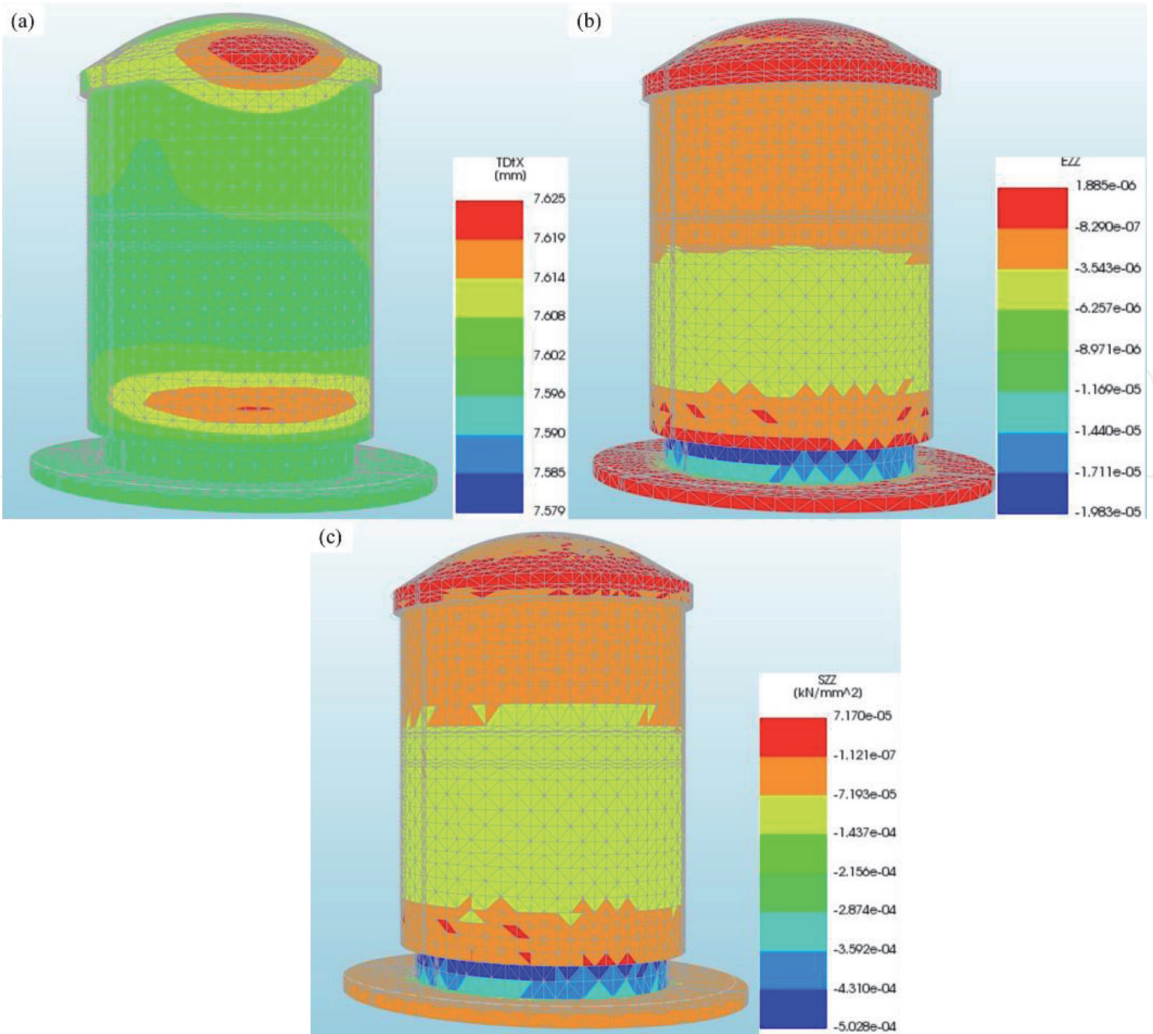 (a)
TDtX
(mm)
7.625
7.619
7.614
7.608
7.602
7.596
7.590
7.585
7.579
(b)
EZZ
1.885e-06
-8.290e-07
-3.543e-06
-6.257e-06
-8.971e-06
-1.169e-05
-1.440e-05
-1.711e-05
-1.983e-05
(c)
SZZ
(kN/mm^2)
7.170e-05
-1.121e-07
-7.193e-05
-1.437e-04
-2.156e-04
-2.874e-04
-3.592e-04
-4.310e-04
-5.028e-04